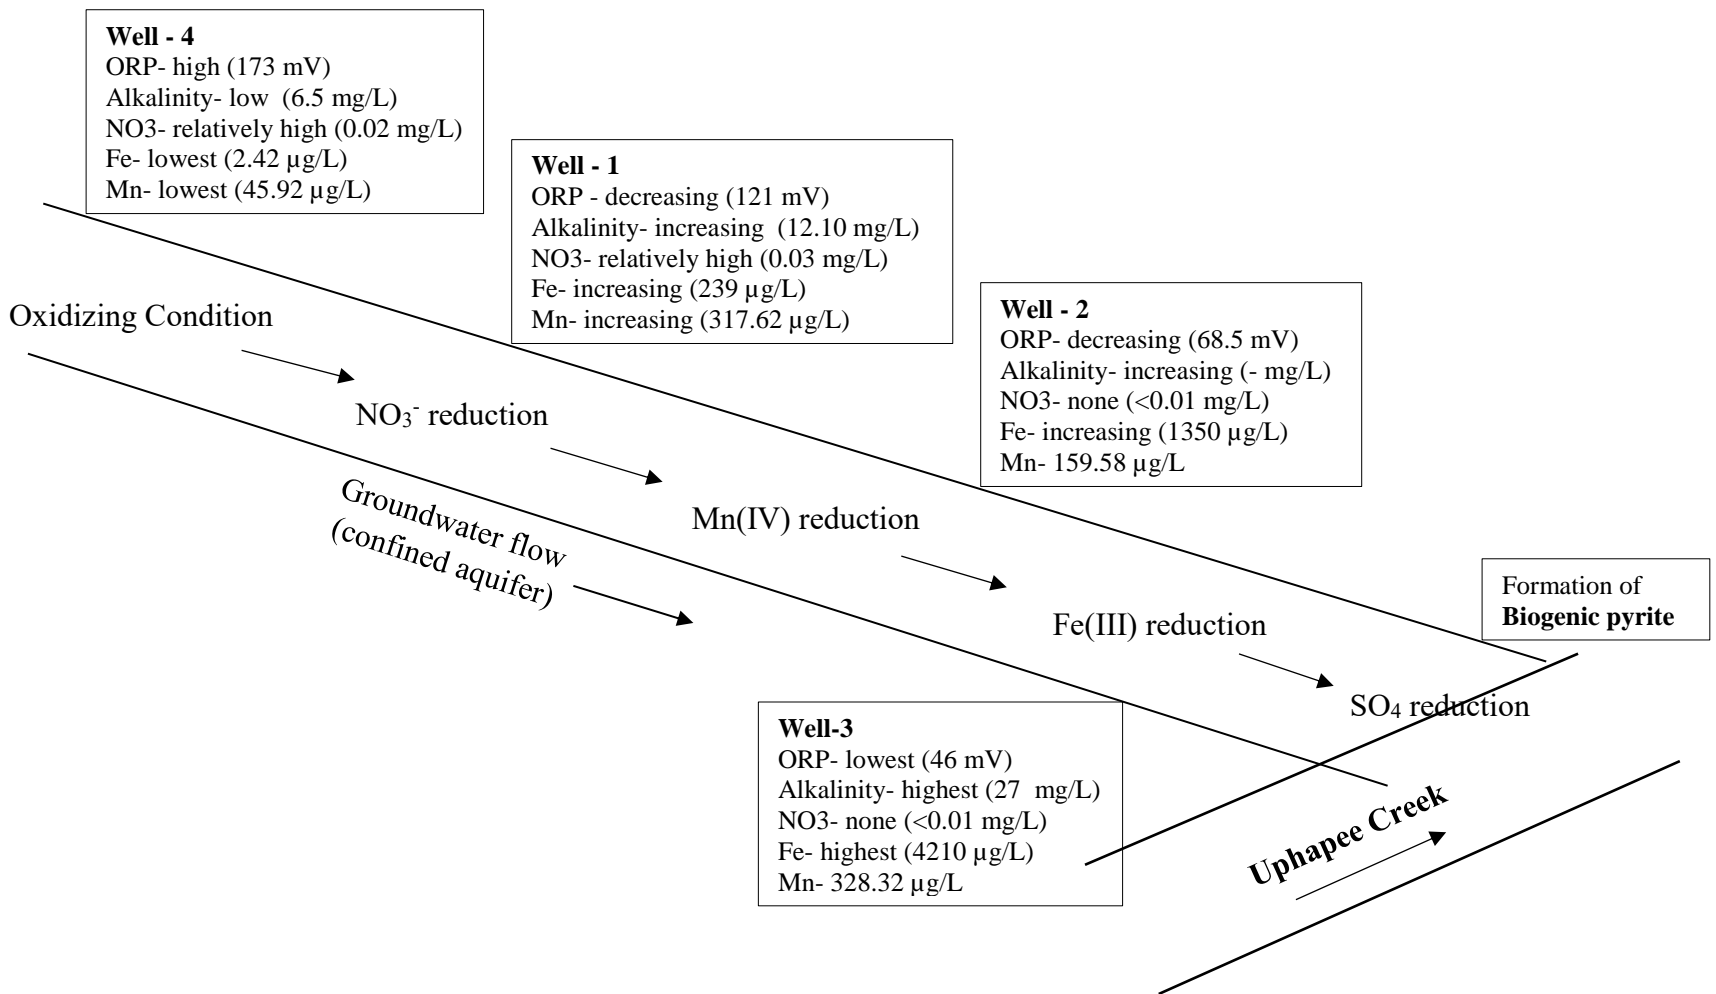 Well - 4
ORP- high (173 mV)
Alkalinity- low (6.5 mg/L)
NO3- relatively high (0.02 mg/L)
Fe- lowest (2.42 µg/L)
Mn- lowest (45.92 µg/L)
Well - 1
ORP - decreasing (121 mV)
Alkalinity- increasing (12.10 mg/L)
NO3- relatively high (0.03 mg/L)
Fe- increasing (239 µg/L)
Mn- increasing (317.62 µg/L)
Well - 2
ORP- decreasing (68.5 mV)
Alkalinity- increasing (- mg/L)
NO3- none (<0.01 mg/L)
Fe- increasing (1350 µg/L)
Mn- 159.58 µg/L
Oxidizing Condition
NO₃⁻ reduction
Mn(IV) reduction
Fe(III) reduction
SO₄ reduction
Groundwater flow
(confined aquifer)
Formation of
Biogenic pyrite
Well-3
ORP- lowest (46 mV)
Alkalinity- highest (27 mg/L)
NO3- none (<0.01 mg/L)
Fe- highest (4210 µg/L)
Mn- 328.32 µg/L
Uphapee Creek